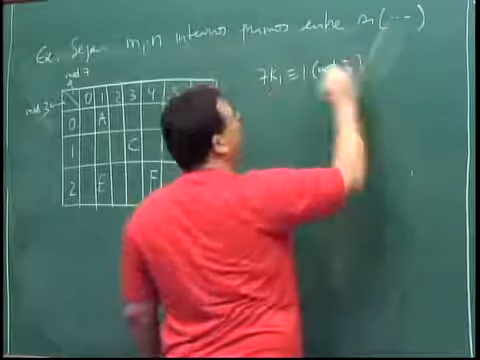 Ex. Sejam m, n inteiros primos entre si (...)
mod 7
mod 3 0 1 2 3 4 5
7k₁ ≡ 1 (mod
0 A
1 C
2 E F